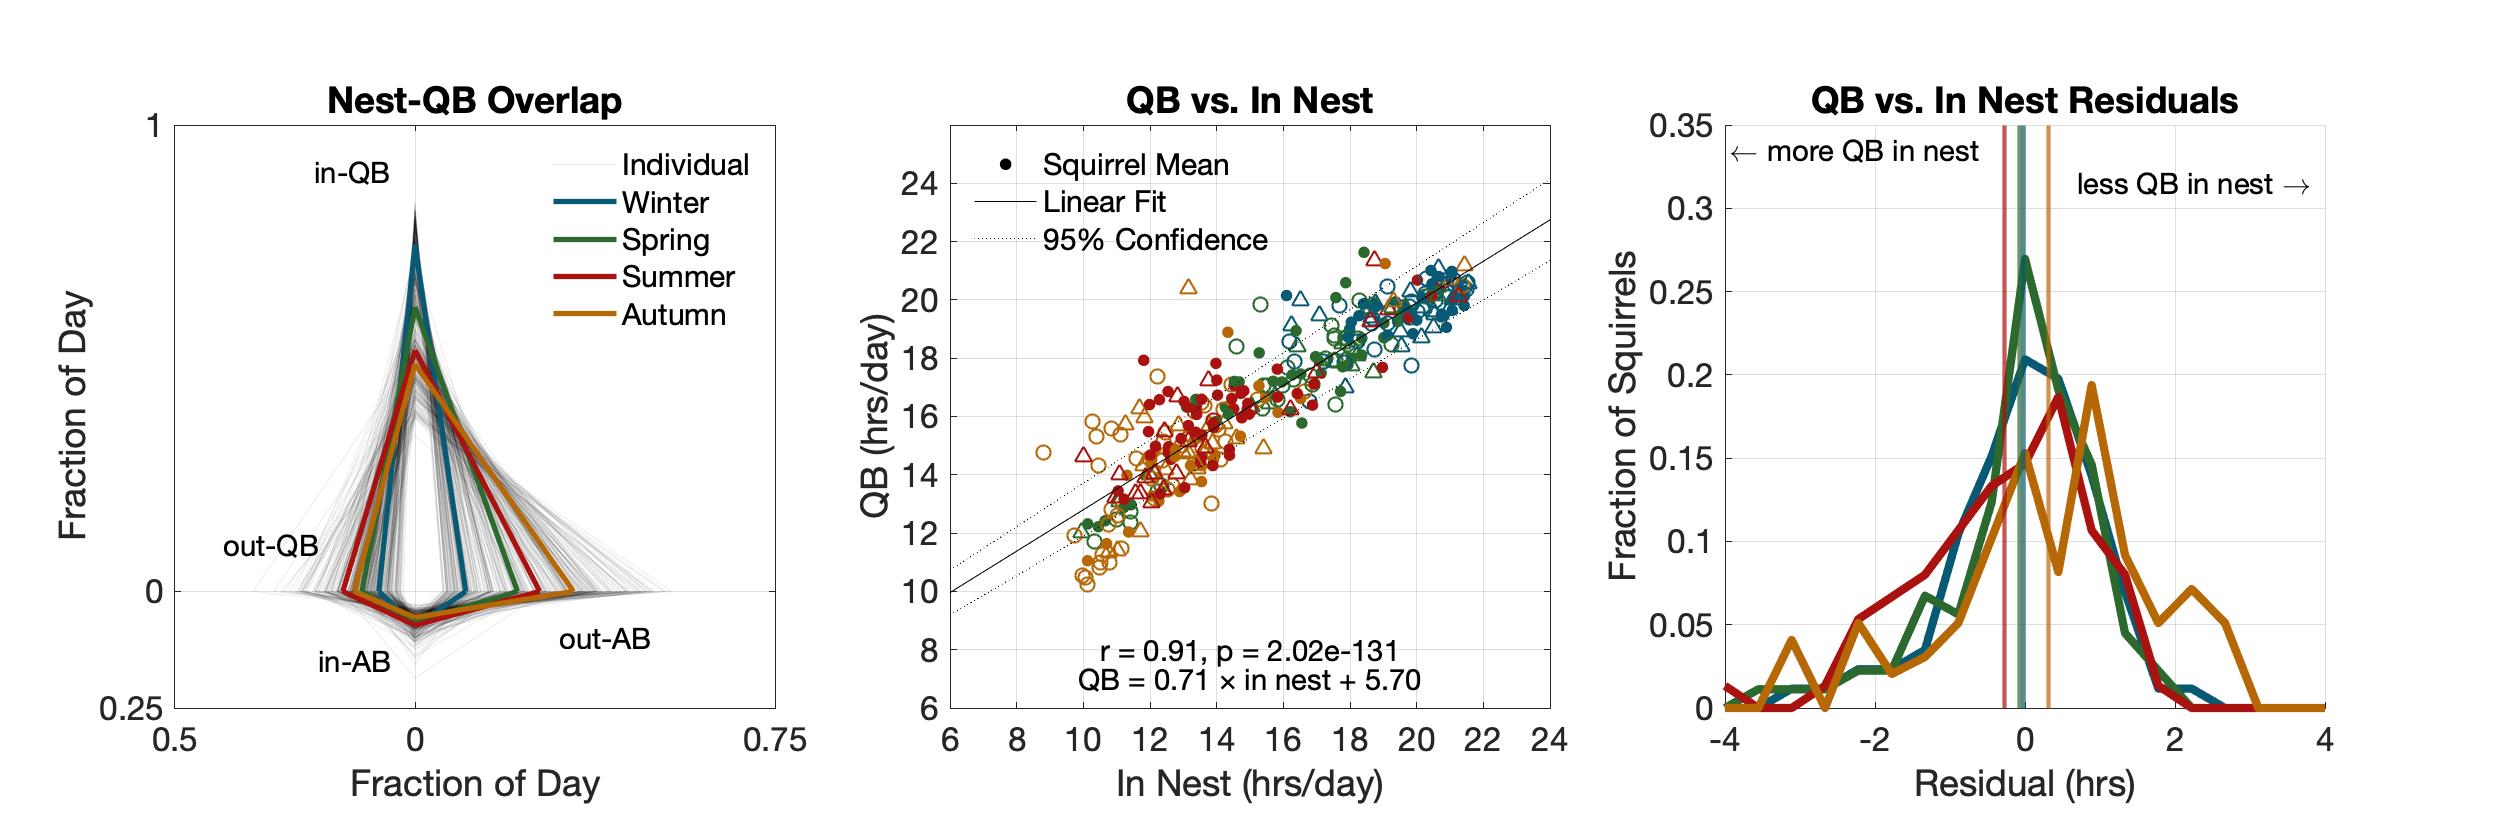 Nest-QB Overlap
1
in-QB
Individual
Winter
Spring
Summer
Autumn
Fraction of Day
out-QB
0
out-AB
in-AB
0.25
0.5
0
0.75
Fraction of Day
QB vs. In Nest
Squirrel Mean
Linear Fit
95% Confidence
24
22
20
18
16
14
12
10
8
6
QB (hrs/day)
r = 0.91, p = 2.02e-131
QB = 0.71 × in nest + 5.70
6 8 10 12 14 16 18 20 22 24
In Nest (hrs/day)
QB vs. In Nest Residuals
← more QB in nest
less QB in nest →
0.35
0.3
0.25
0.2
0.15
0.1
0.05
0
Fraction of Squirrels
-4 -2 0 2 4
Residual (hrs)